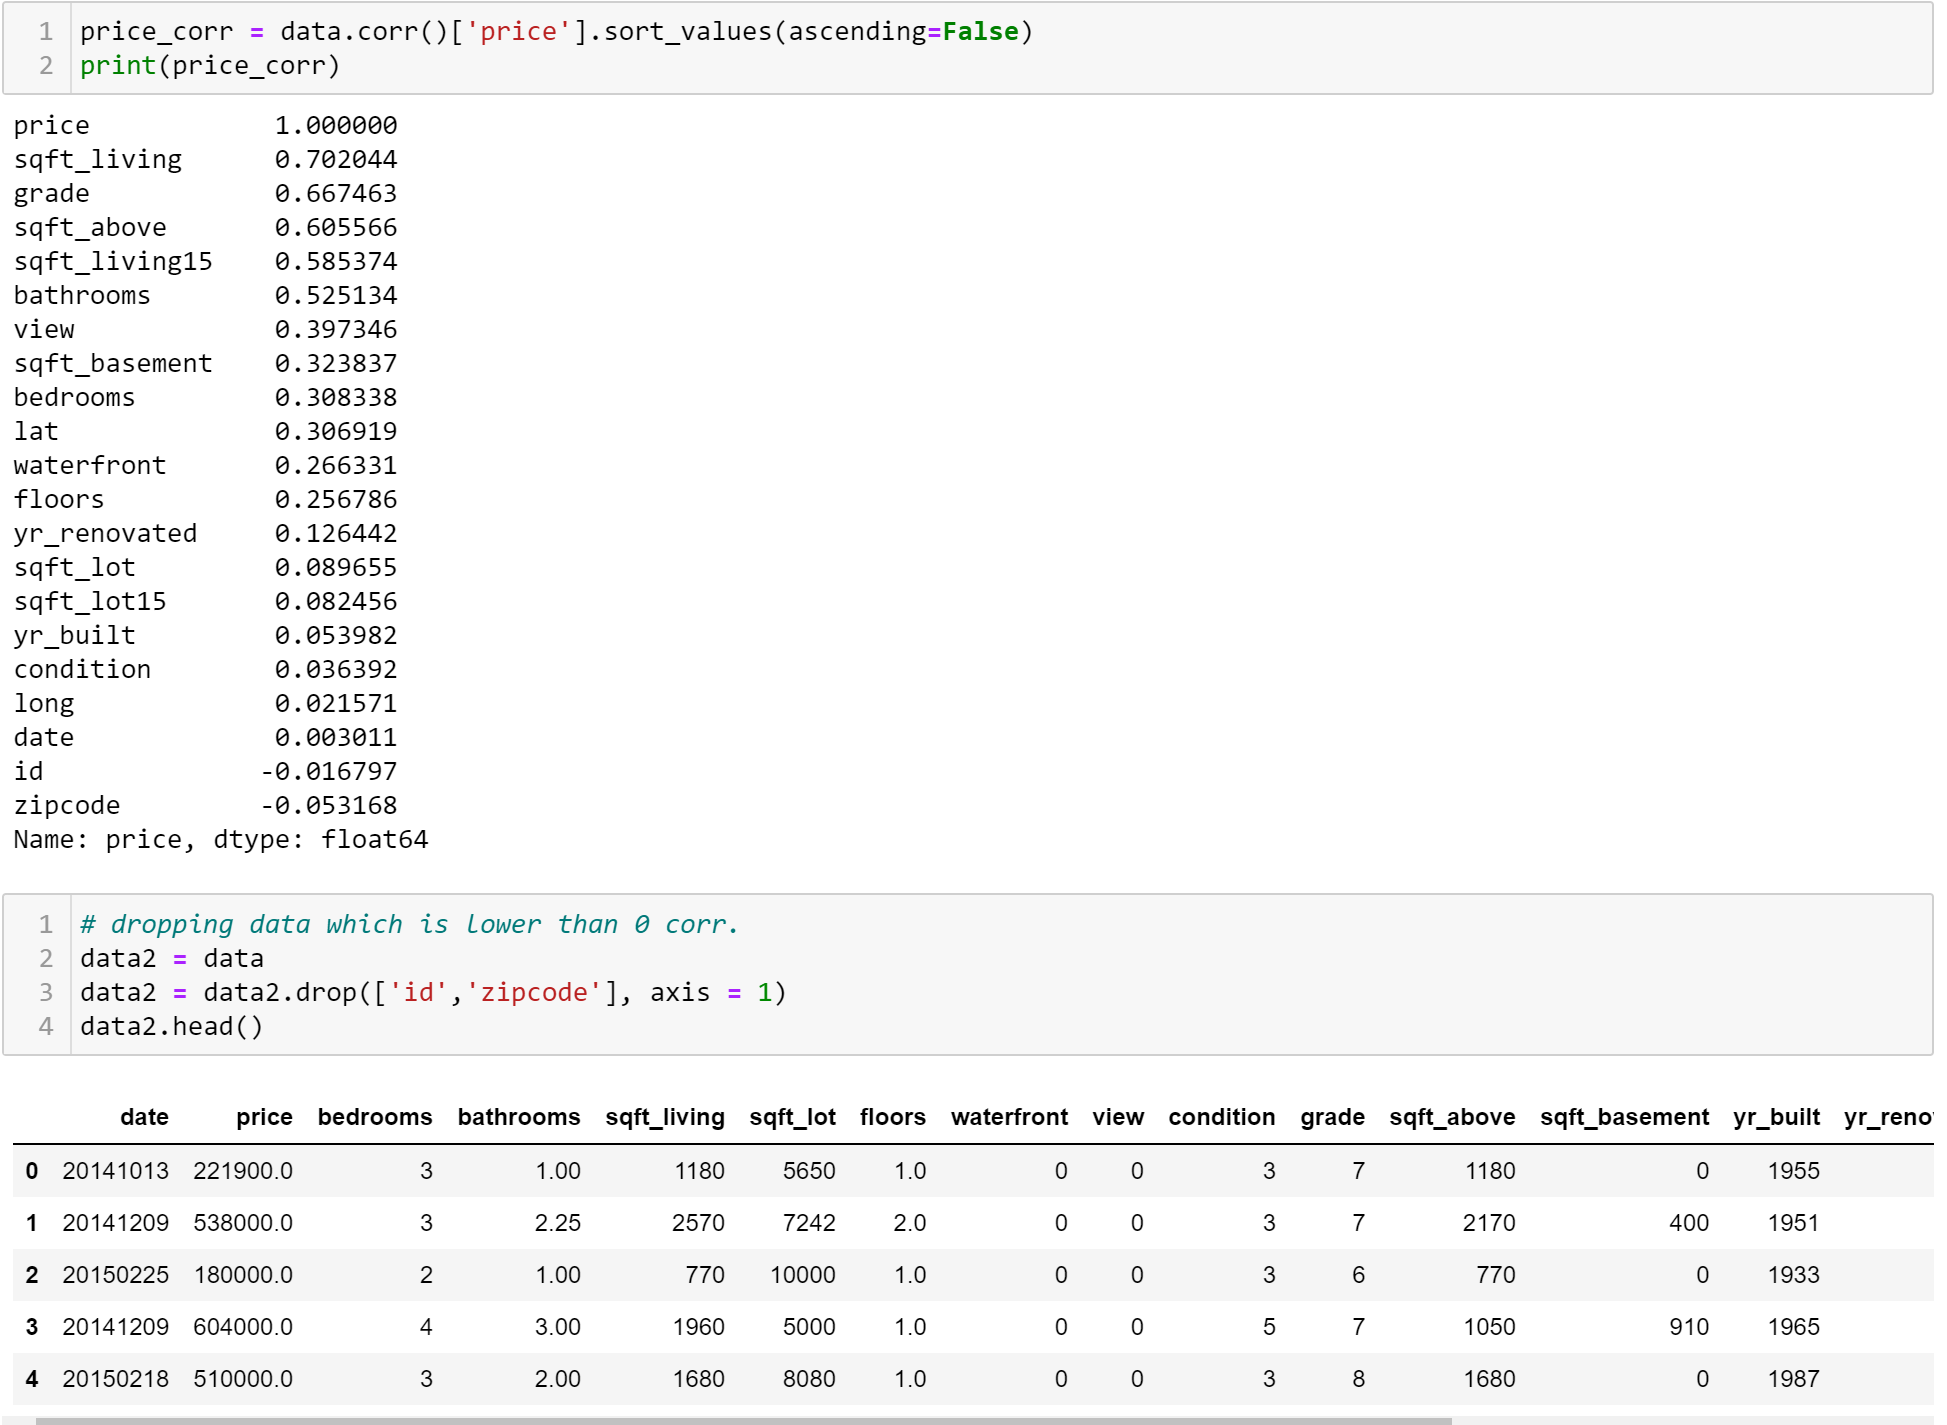 1 price_corr = data.corr()['price'].sort_values(ascending=False)
2 print(price_corr)
price 1.000000
sqft_living 0.702044
grade 0.667463
sqft_above 0.605566
sqft_living15 0.585374
bathrooms 0.525134
view 0.397346
sqft_basement 0.323837
bedrooms 0.308338
lat 0.306919
waterfront 0.266331
floors 0.256786
yr_renovated 0.126442
sqft_lot 0.089655
sqft_lot15 0.082456
yr_built 0.053982
condition 0.036392
long 0.021571
date 0.003011
id -0.016797
zipcode -0.053168
Name: price, dtype: float64
1 # dropping data which is lower than 0 corr.
2 data2 = data
3 data2 = data2.drop(['id','zipcode'], axis = 1)
4 data2.head()
date price bedrooms bathrooms sqft_living sqft_lot floors waterfront view condition grade sqft_above sqft_basement yr_built yr_reno
0 20141013 221900.0 3 1.00 1180 5650 1.0 0 0 3 7 1180 0 1955
1 20141209 538000.0 3 2.25 2570 7242 2.0 0 0 3 7 2170 400 1951
2 20150225 180000.0 2 1.00 770 10000 1.0 0 0 3 6 770 0 1933
3 20141209 604000.0 4 3.00 1960 5000 1.0 0 0 5 7 1050 910 1965
4 20150218 510000.0 3 2.00 1680 8080 1.0 0 0 3 8 1680 0 1987